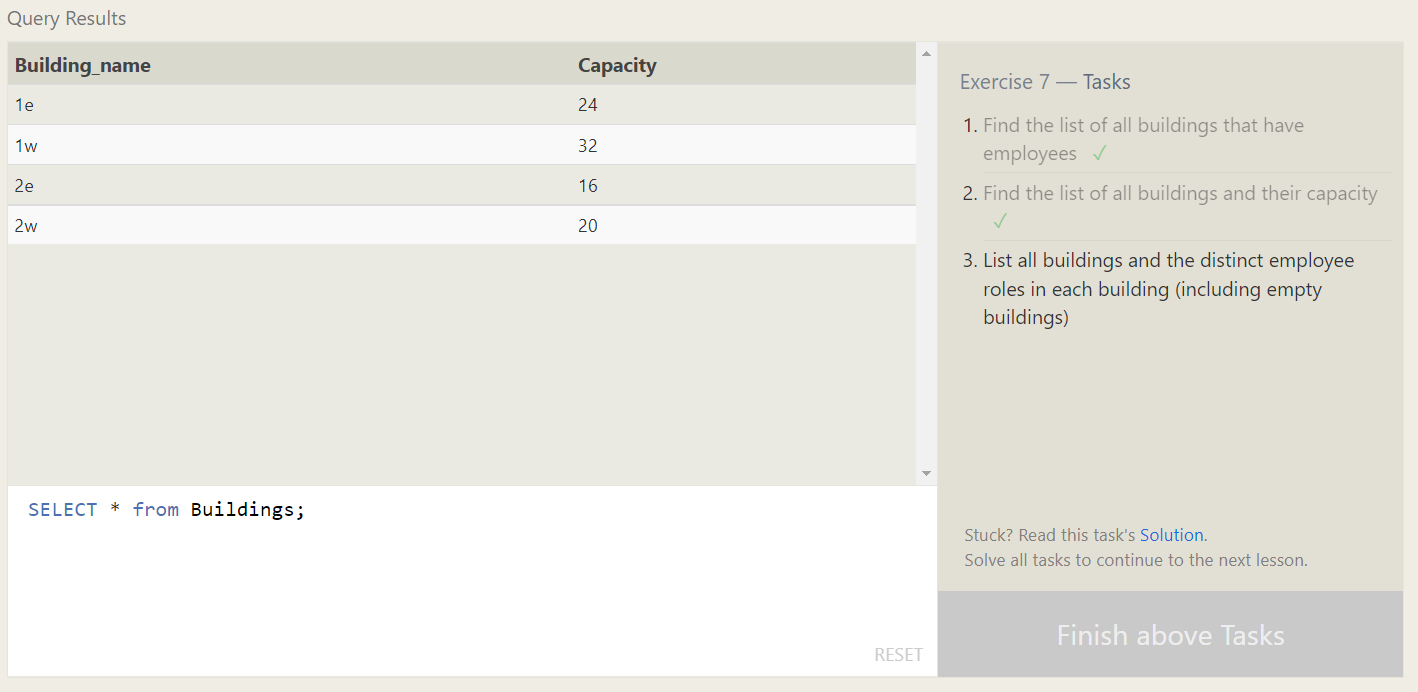 Query Results
Building_name Capacity
1e 24
1w 32
2e 16
2w 20
SELECT * from Buildings;
RESET
Exercise 7 — Tasks
1. Find the list of all buildings that have
employees ✓
2. Find the list of all buildings and their capacity
✓
3. List all buildings and the distinct employee
roles in each building (including empty
buildings)
Stuck? Read this task's Solution.
Solve all tasks to continue to the next lesson.
Finish above Tasks